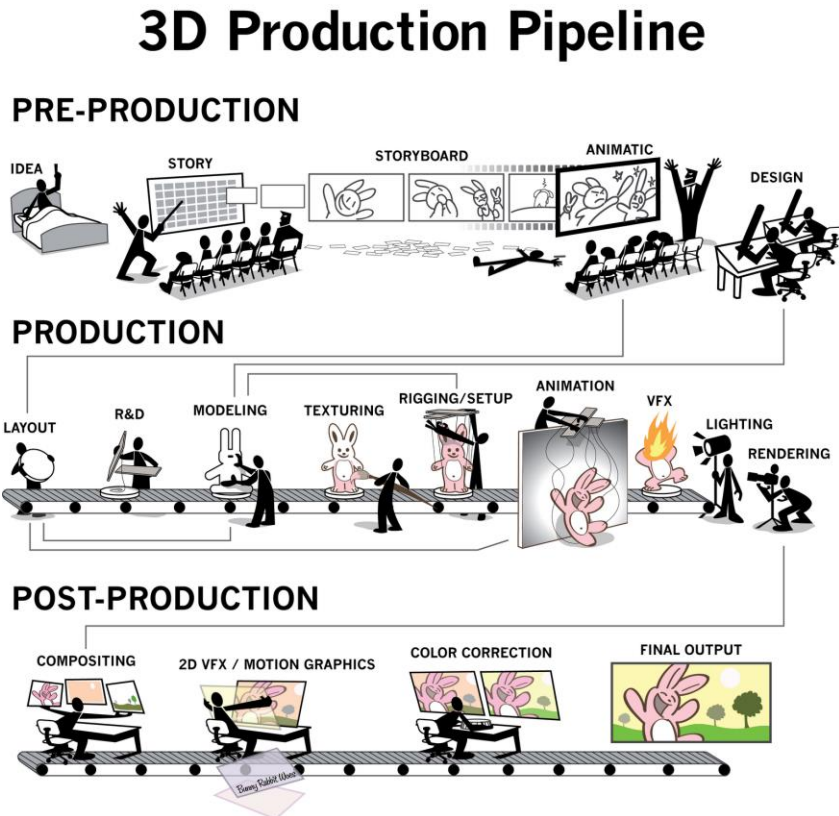 3D Production Pipeline
PRE-PRODUCTION
IDEA
STORY
STORYBOARD
ANIMATIC
DESIGN
PRODUCTION
LAYOUT
R&D
MODELING
TEXTURING
RIGGING/SETUP
ANIMATION
VFX
LIGHTING
RENDERING
POST-PRODUCTION
COMPOSITING
2D VFX / MOTION GRAPHICS
COLOR CORRECTION
FINAL OUTPUT
Bunny Rabbit Woes